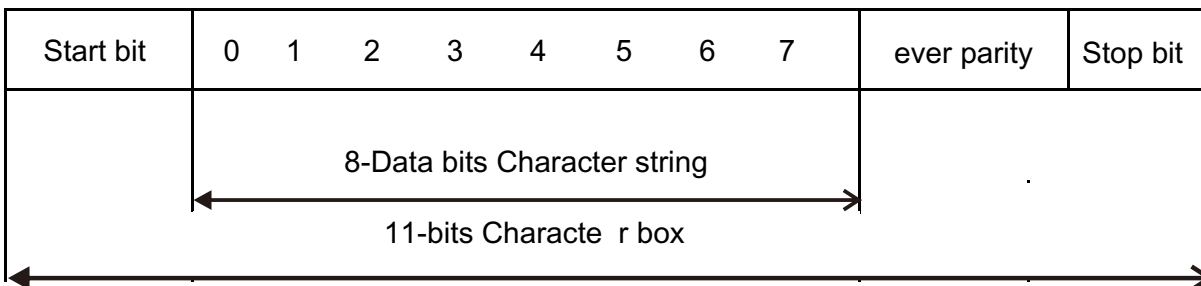 Start bit 0 1 2 3 4 5 6 7 ever parity Stop bit
8-Data bits Character string
11-bits Characte r box